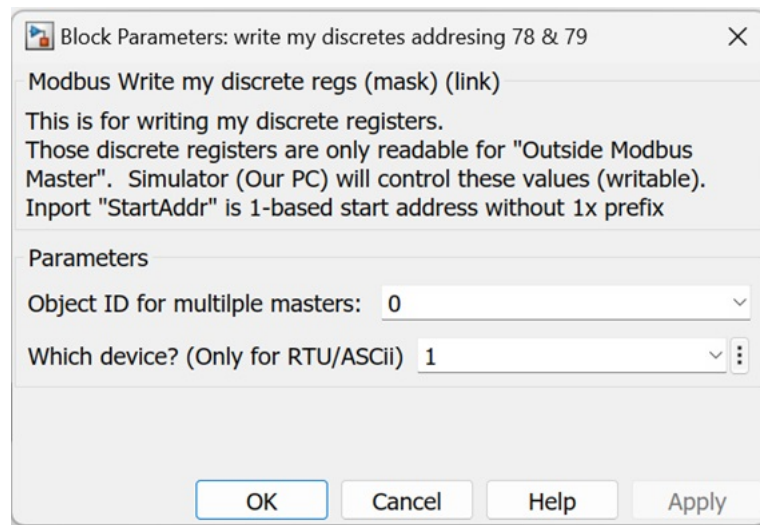 Block Parameters: write my discretes addresing 78 & 79
Modbus Write my discrete regs (mask) (link)
This is for writing my discrete registers.
Those discrete registers are only readable for "Outside Modbus
Master".  Simulator (Our PC) will control these values (writable).
Inport "StartAddr" is 1-based start address without 1x prefix
Parameters
Object ID for multilple masters: 0
Which device? (Only for RTU/ASCii) 1
OK Cancel Help Apply